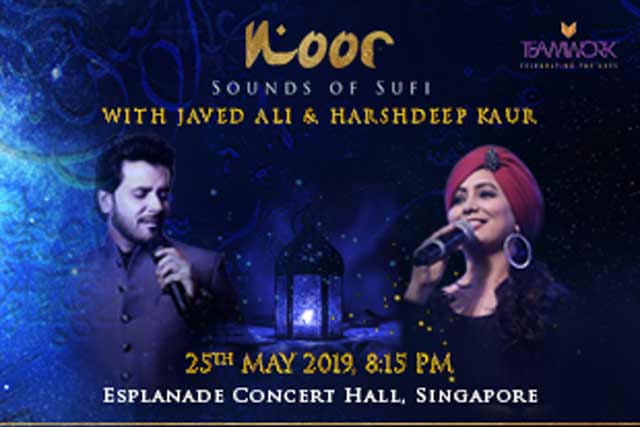 Noor
SOUNDS OF SUFI
WITH JAVED ALI & HARSHDEEP KAUR
TEAMWORK
CELEBRATING THE ARTS
25TH MAY 2019, 8:15 PM
ESPLANADE CONCERT HALL, SINGAPORE